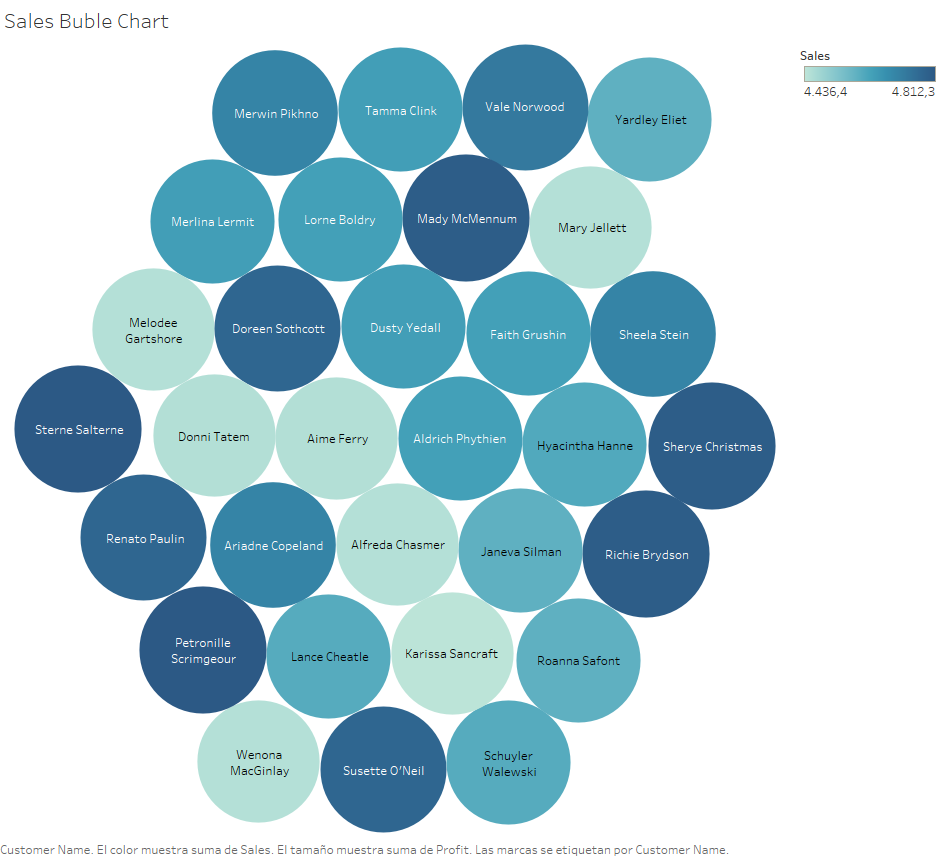 Sales Buble Chart
Sales
4.436,4 4.812,3
Merwin Pikhno
Tamma Clink
Vale Norwood
Yardley Eliet
Merlina Lermit
Lorne Boldry
Mady McMennum
Mary Jellett
Melodee
Gartshore
Doreen Sothcott
Dusty Yedall
Faith Grushin
Sheela Stein
Sterne Salterne
Donni Tatem
Aime Ferry
Aldrich Phythien
Hyacintha Hanne
Sherye Christmas
Renato Paulin
Ariadne Copeland
Alfreda Chasmer
Janeva Silman
Richie Brydson
Petronille
Scrimgeour
Lance Cheatle
Karissa Sancraft
Roanna Safont
Wenona
MacGinlay
Susette O'Neil
Schuyler
Walewski
Customer Name. El color muestra suma de Sales. El tamaño muestra suma de Profit. Las marcas se etiquetan por Customer Name.